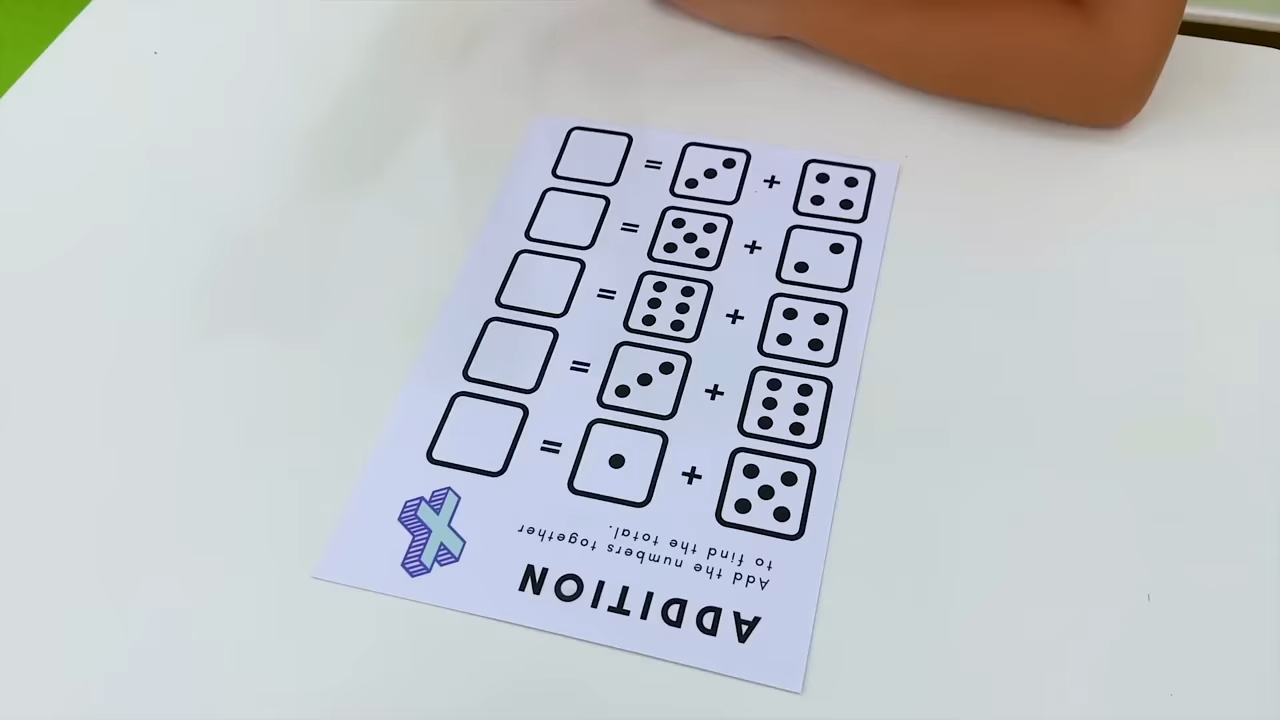 ADDITION
Add the numbers together
to find the total.
+ =
+ =
+ =
+ =
+ =